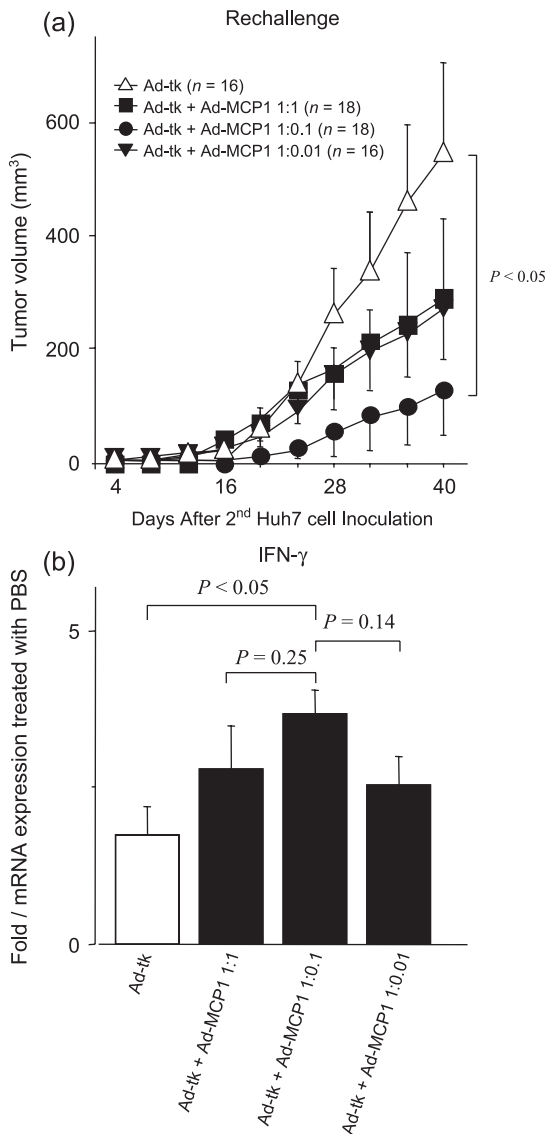 (a)
Rechallenge
Ad-tk (n = 16)
Ad-tk + Ad-MCP1 1:1 (n = 18)
Ad-tk + Ad-MCP1 1:0.1 (n = 18)
Ad-tk + Ad-MCP1 1:0.01 (n = 16)
Tumor volume (mm³)
600
400
200
0
P < 0.05
4
16
28
40
Days After 2nd Huh7 cell Inoculation
(b)
IFN-γ
Fold / mRNA expression treated with PBS
5
0
P < 0.05
P = 0.14
P = 0.25
Ad-tk
Ad-tk + Ad-MCP1 1:1
Ad-tk + Ad-MCP1 1:0.1
Ad-tk + Ad-MCP1 1:0.01